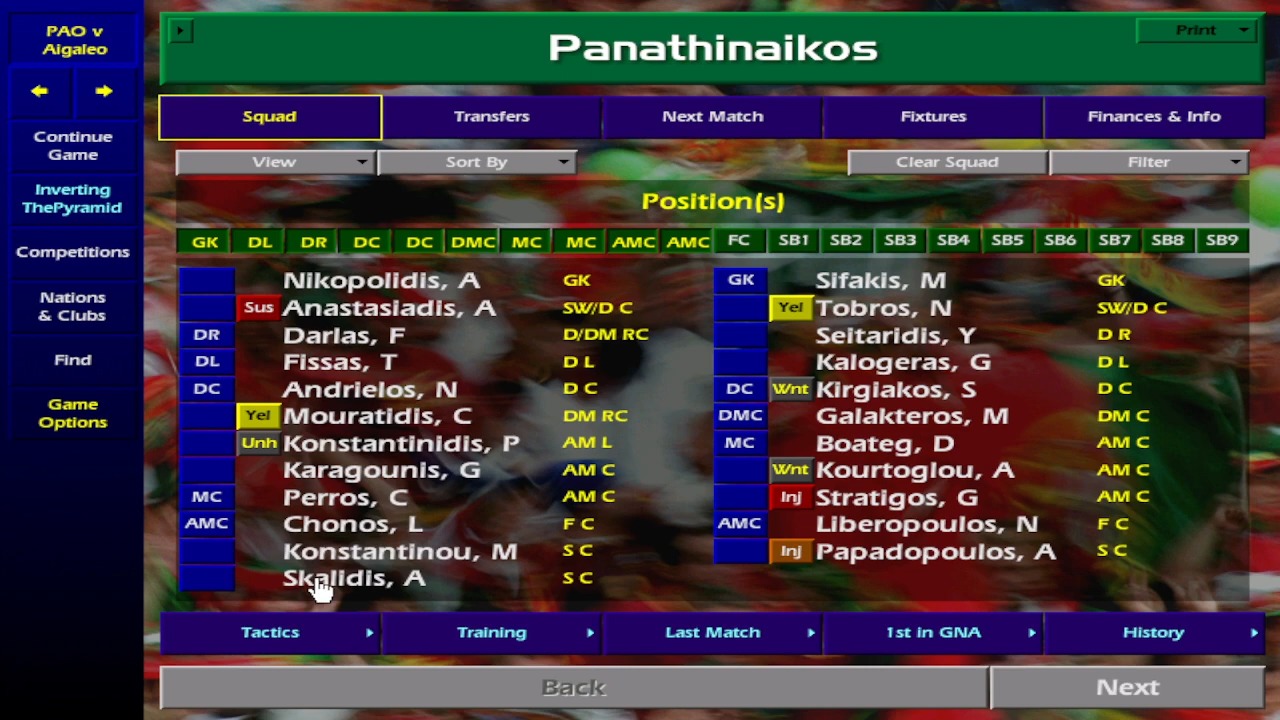 PAO v
Aigaleo
Continue
Game
Inverting
ThePyramid
Competitions
Nations
& Clubs
Find
Game
Options
Panathinaikos
Print
Squad Transfers Next Match Fixtures Finances & Info
View Sort By Clear Squad Filter
Position(s)
GK DL DR DC DC DMC MC MC AMC AMC FC SB1 SB2 SB3 SB4 SB5 SB6 SB7 SB8 SB9
Nikopolidis, A GK GK Sifakis, M GK
Sus Anastasiadis, A SW/D C Yel Tobros, N SW/D C
DR Darlas, F D/DM RC Seitaridis, Y D R
DL Fissas, T D L Kalogeras, G D L
DC Andrielos, N D C DC Wnt Kirgiakos, S D C
Yel Mouratidis, C DM RC DMC Galakteros, M DM C
Unh Konstantinidis, P AM L MC Boateg, D AM C
Karagounis, G AM C Wnt Kourtoglou, A AM C
MC Perros, C AM C Inj Stratigos, G AM C
AMC Chonos, L F C AMC Liberopoulos, N F C
Konstantinou, M S C Inj Papadopoulos, A S C
Skalidis, A S C
Tactics Training Last Match 1st in GNA History
Back Next